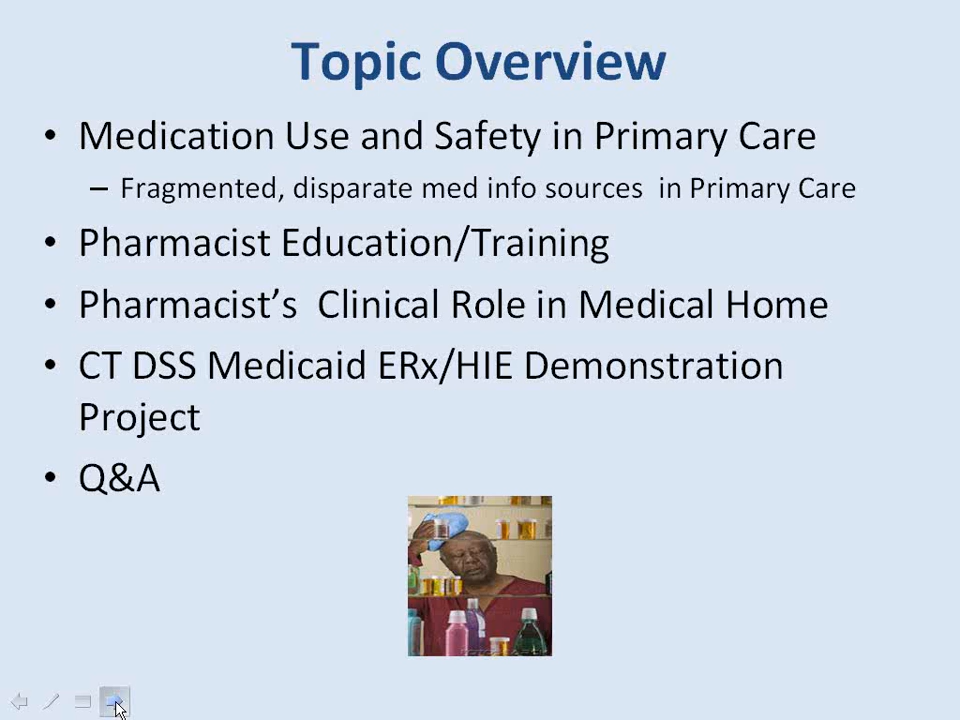 Topic Overview
• Medication Use and Safety in Primary Care
– Fragmented, disparate med info sources in Primary Care
• Pharmacist Education/Training
• Pharmacist’s Clinical Role in Medical Home
• CT DSS Medicaid ERx/HIE Demonstration
Project
• Q&A